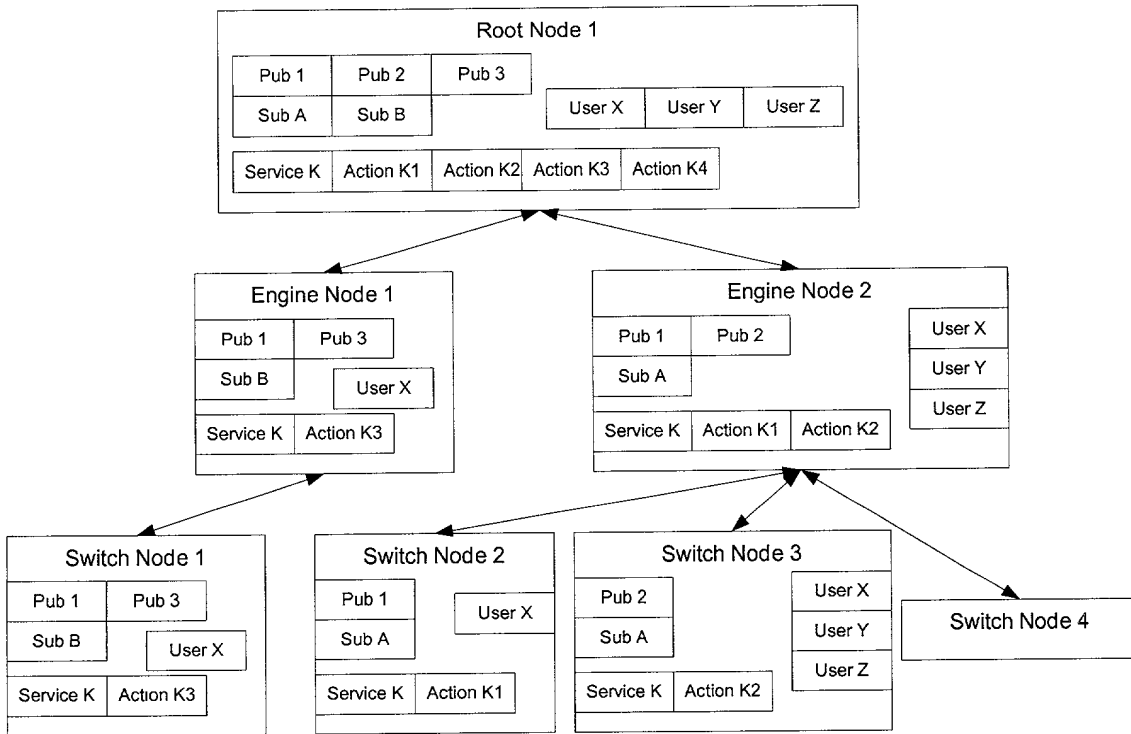 Root Node 1
Pub 1 Pub 2 Pub 3
Sub A Sub B
User X User Y User Z
Service K Action K1 Action K2 Action K3 Action K4
Engine Node 1
Pub 1 Pub 3
Sub B
User X
Service K Action K3
Engine Node 2
Pub 1 Pub 2
Sub A
User X
User Y
User Z
Service K Action K1 Action K2
Switch Node 1
Pub 1 Pub 3
Sub B
User X
Service K Action K3
Switch Node 2
Pub 1
Sub A
User X
Service K Action K1
Switch Node 3
Pub 2
Sub A
User X
User Y
User Z
Service K Action K2
Switch Node 4